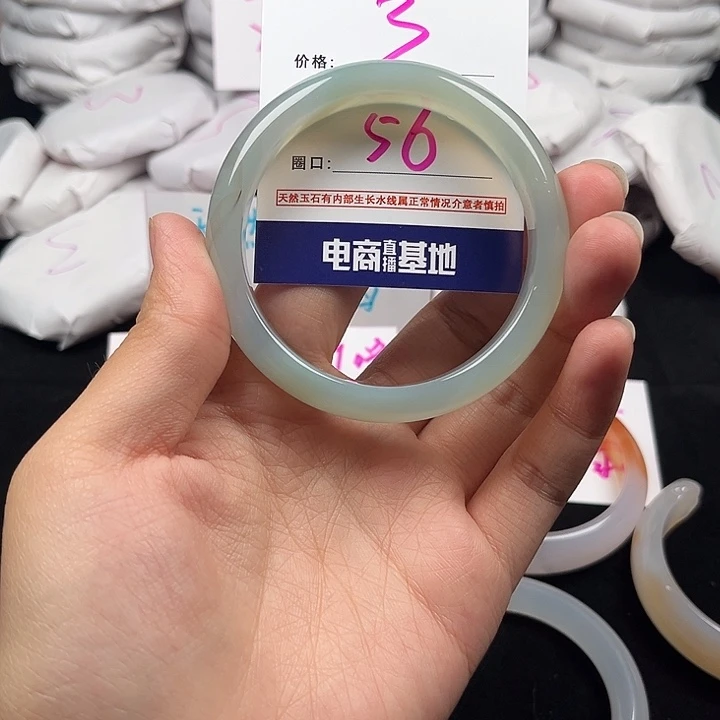 价格: 3
圈口: 56
天然玉石有内部生长水线属正常情况介意者慎拍
电商直播基地